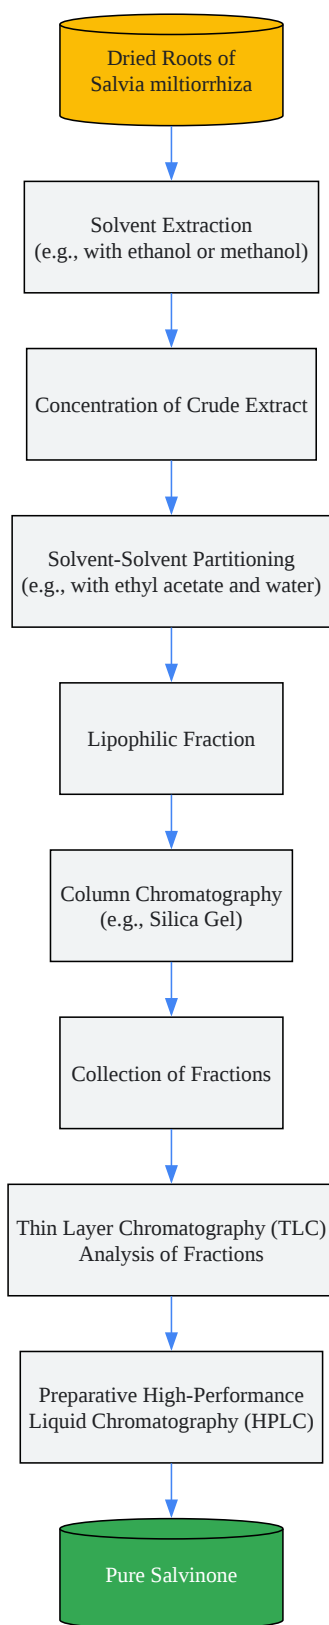 Dried Roots of
Salvia miltiorrhiza
Solvent Extraction
(e.g., with ethanol or methanol)
Concentration of Crude Extract
Solvent-Solvent Partitioning
(e.g., with ethyl acetate and water)
Lipophilic Fraction
Column Chromatography
(e.g., Silica Gel)
Collection of Fractions
Thin Layer Chromatography (TLC)
Analysis of Fractions
Preparative High-Performance
Liquid Chromatography (HPLC)
Pure Salvinone